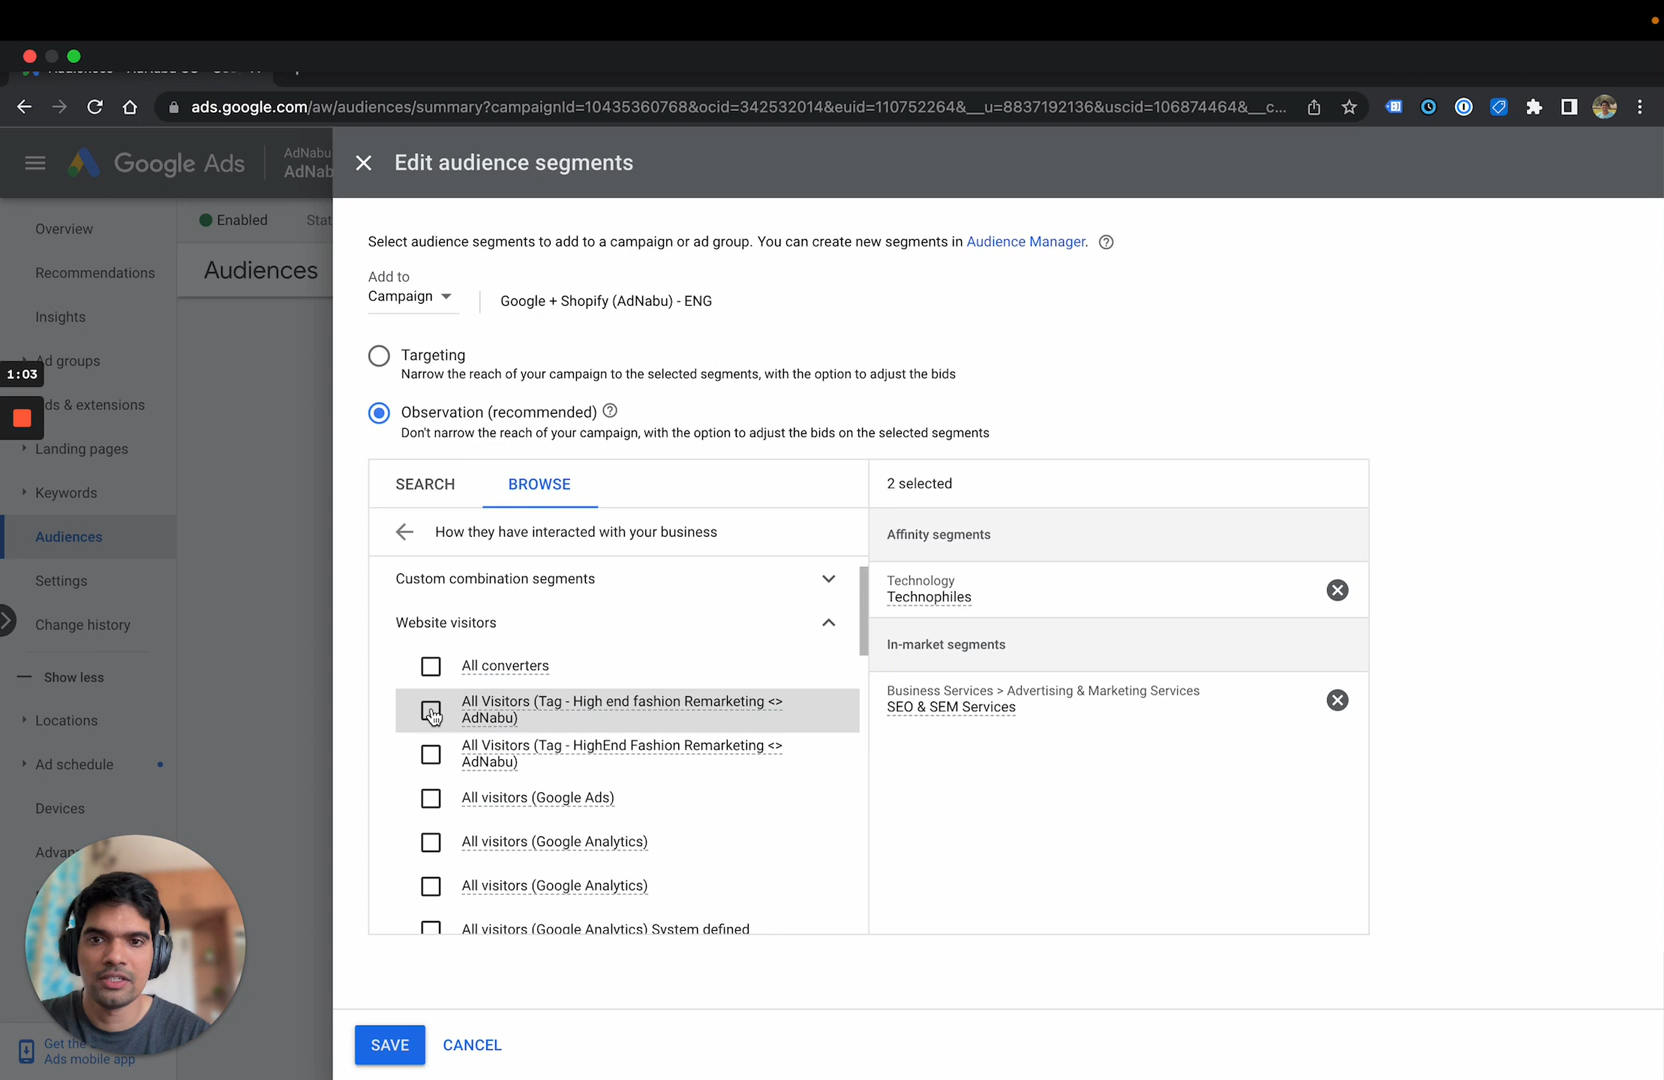 ads.google.com/aw/audiences/summary?campaignId=10435360768&ocid=342532014&euid=110752264&__u=8837192136&uscid=106874464&__c...
Google Ads
AdNabu
AdNab
Edit audience segments
Overview
Recommendations
Insights
Ad groups
1:03
ds & extensions
Landing pages
Keywords
Audiences
Settings
Change history
Show less
Locations
Ad schedule
Devices
Advan
Get the
Ads mobile app
Enabled
Stat
Audiences
Select audience segments to add to a campaign or ad group. You can create new segments in Audience Manager.
Add to
Campaign
Google + Shopify (AdNabu) - ENG
Targeting
Narrow the reach of your campaign to the selected segments, with the option to adjust the bids
Observation (recommended)
Don't narrow the reach of your campaign, with the option to adjust the bids on the selected segments
SEARCH
BROWSE
How they have interacted with your business
Custom combination segments
Website visitors
All converters
All Visitors (Tag - High end fashion Remarketing <>
AdNabu)
All Visitors (Tag - HighEnd Fashion Remarketing <>
AdNabu)
All visitors (Google Ads)
All visitors (Google Analytics)
All visitors (Google Analytics)
All visitors (Google Analytics) System defined
2 selected
Affinity segments
Technology
Technophiles
In-market segments
Business Services > Advertising & Marketing Services
SEO & SEM Services
SAVE
CANCEL